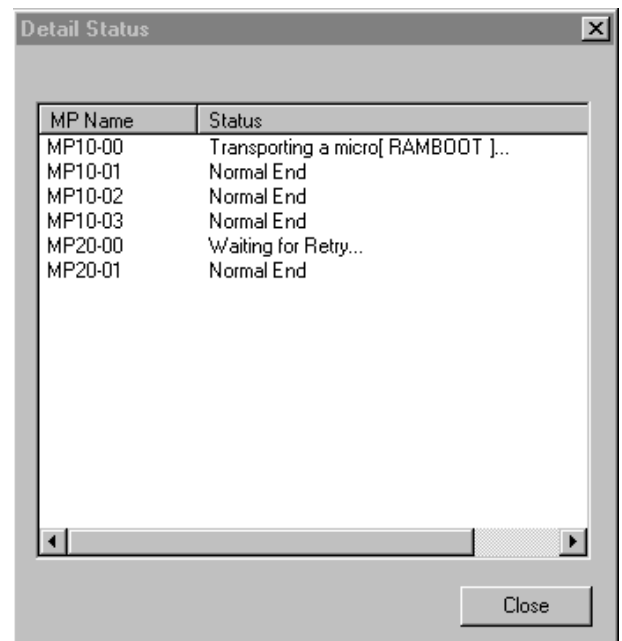 Detail Status
MP Name Status
MP10-00 Transporting a micro[ RAMBOOT ]...
MP10-01 Normal End
MP10-02 Normal End
MP10-03 Normal End
MP20-00 Waiting for Retry...
MP20-01 Normal End
Close